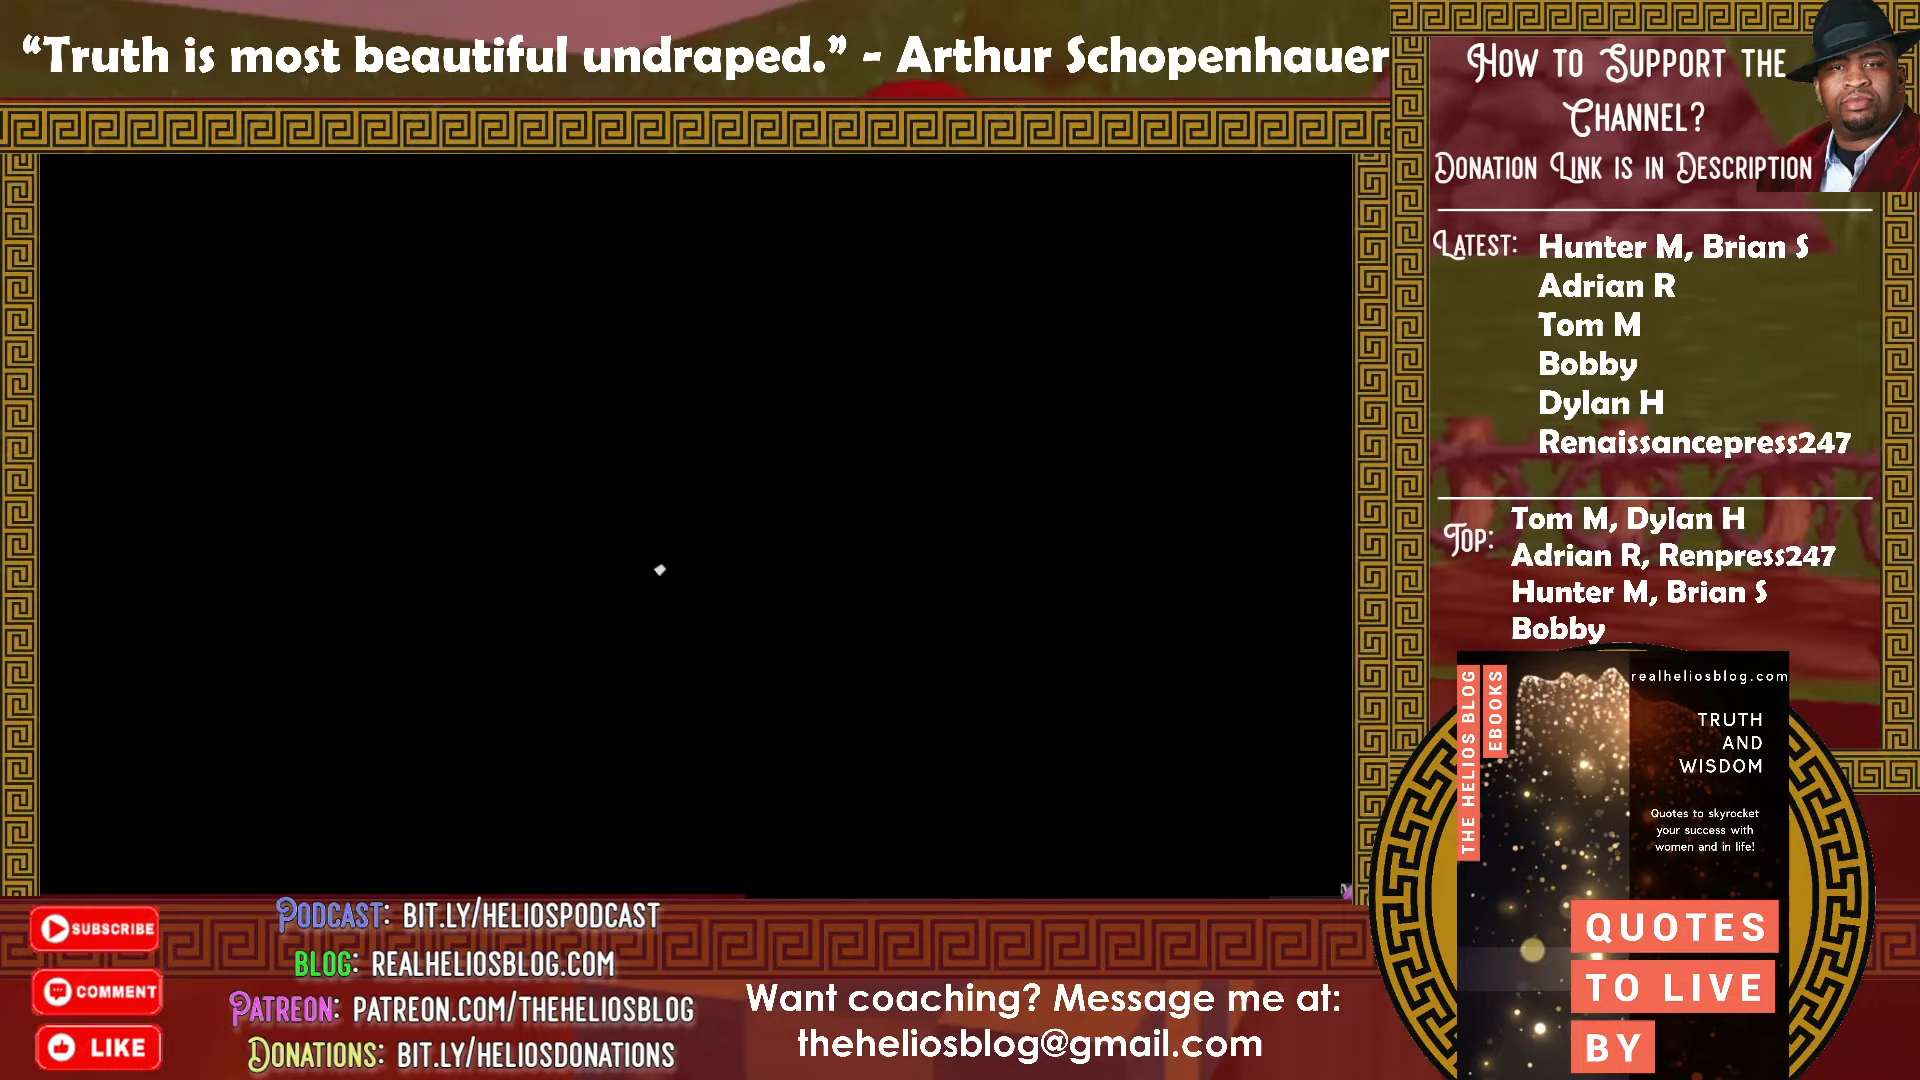 “Truth is most beautiful undraped.” - Arthur Schopenhauer
How to Support the
Channel?
Donation Link is in Description
Latest: Hunter M, Brian S
Adrian R
Tom M
Bobby
Dylan H
Renaissancepress247
Top: Tom M, Dylan H
Adrian R, Renpress247
Hunter M, Brian S
Bobby
THE HELIOS BLOG
EBOOKS
realheliosblog.com
TRUTH
AND
WISDOM
Quotes to skyrocket
your success with
women and in life!
QUOTES
TO LIVE
BY
SUBSCRIBE
COMMENT
LIKE
Podcast: bit.ly/heliospodcast
Blog: realheliosblog.com
Patreon: patreon.com/theheliosblog
Donations: bit.ly/heliosdonations
Want coaching? Message me at:
theheliosblog@gmail.com